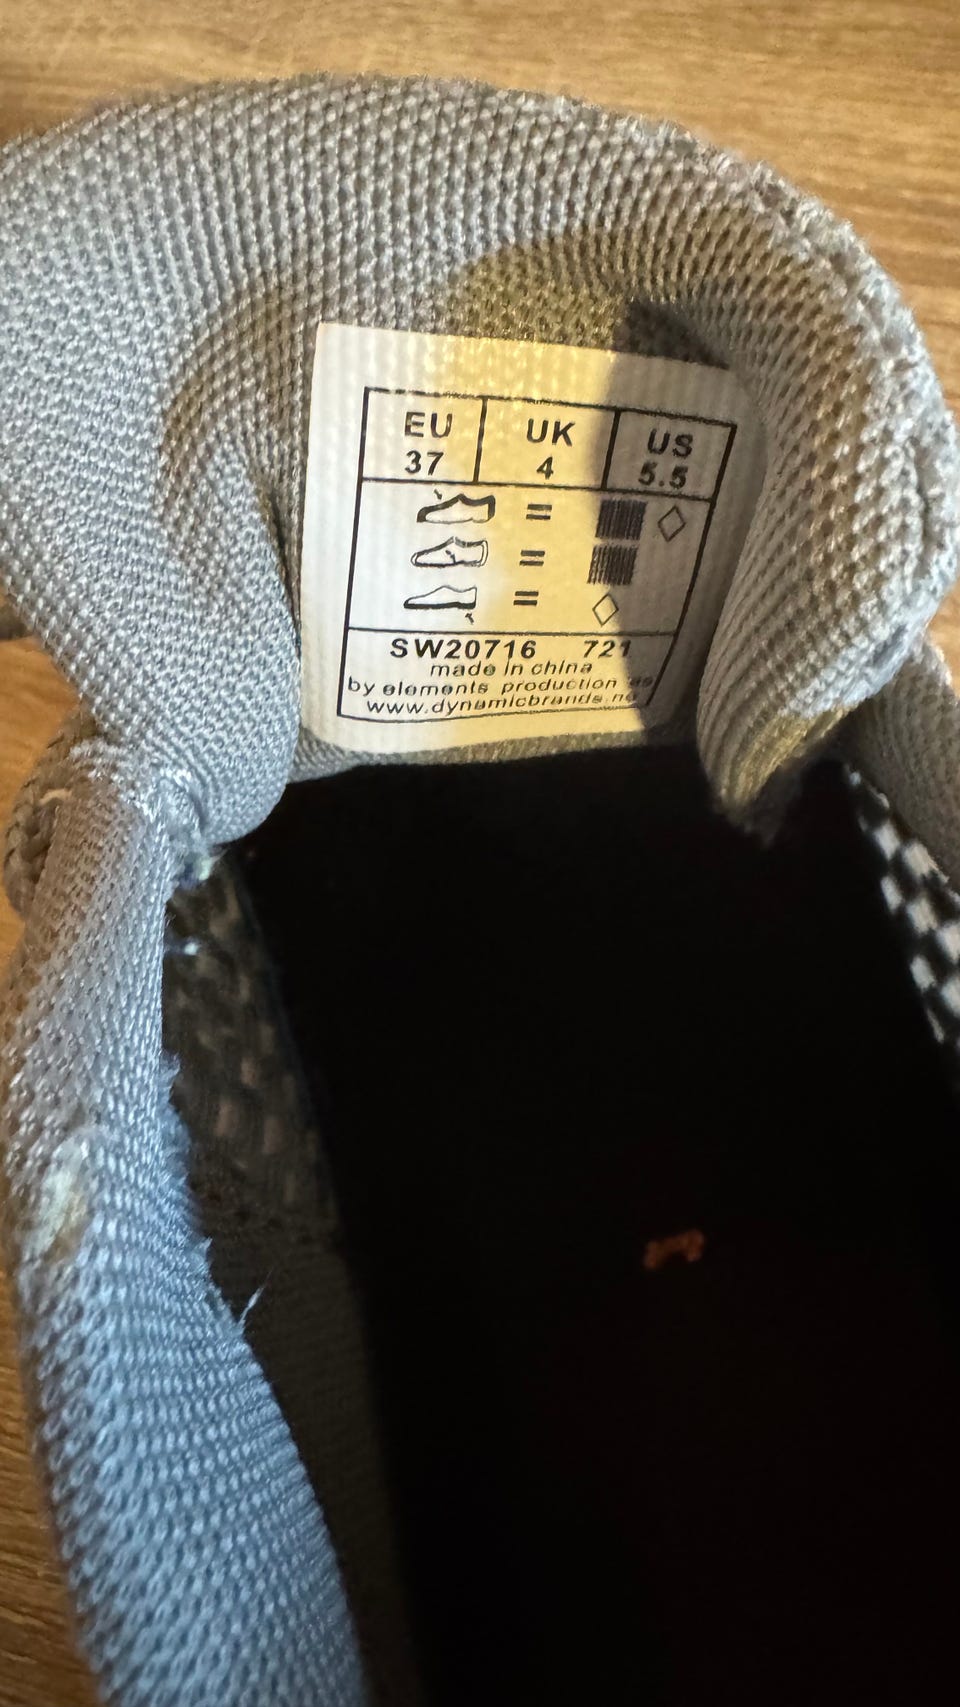 EU UK US
37 4 5.5
=
=
=
SW20716 721
made in china
by elements production as
www.dynamicbrands.no